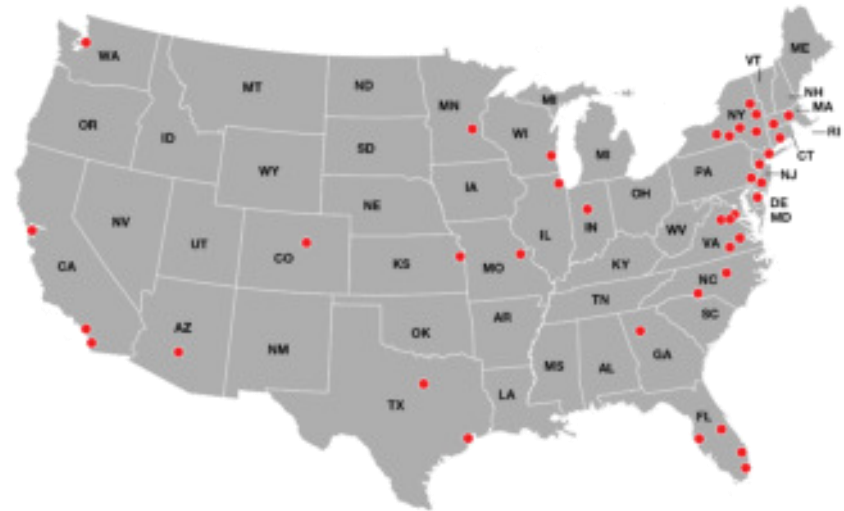 WA
MT
ND
MN
MI
VT
ME
NH
MA
RI
CT
NY
OR
ID
SD
WI
MI
WY
IA
PA
NJ
NE
OH
DE
MD
NV
UT
CO
IL
IN
WV
VA
CA
KS
MO
KY
NC
TN
AZ
NM
OK
AR
SC
MS
AL
GA
TX
LA
FL